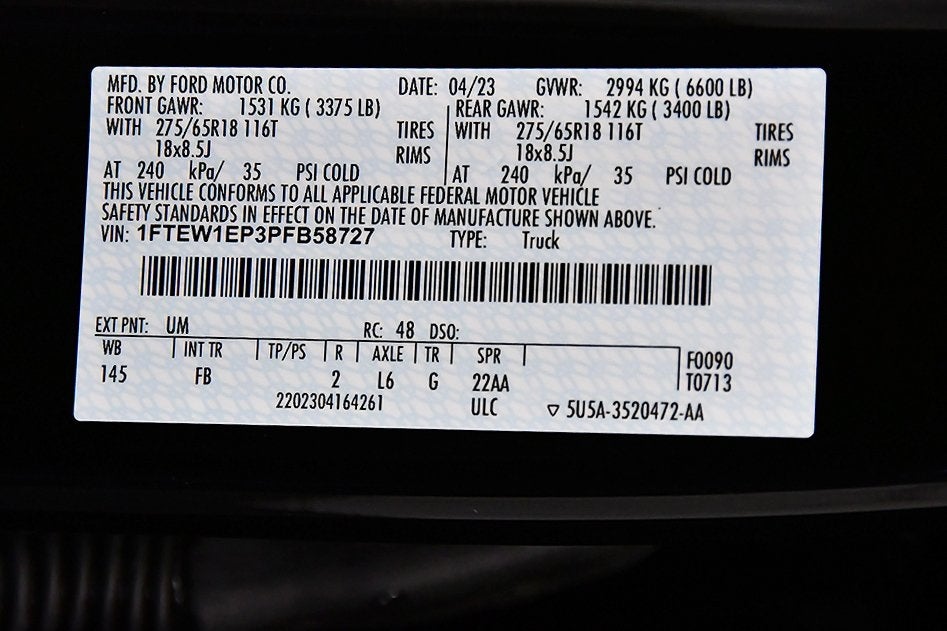 MFD. BY FORD MOTOR CO. DATE: 04/23 GVWR: 2994 KG ( 6600 LB)
FRONT GAWR: 1531 KG ( 3375 LB) REAR GAWR: 1542 KG ( 3400 LB)
WITH 275/65R18 116T TIRES WITH 275/65R18 116T TIRES
18x8.5J RIMS 18x8.5J RIMS
AT 240 kPa/ 35 PSI COLD AT 240 kPa/ 35 PSI COLD
THIS VEHICLE CONFORMS TO ALL APPLICABLE FEDERAL MOTOR VEHICLE
SAFETY STANDARDS IN EFFECT ON THE DATE OF MANUFACTURE SHOWN ABOVE.
VIN: 1FTEW1EP3PFB58727 TYPE: Truck
EXT PNT: UM RC: 48 DSO:
WB INT TR TP/PS R AXLE TR SPR F0090
145 FB 2 L6 G 22AA T0713
2202304164261 ULC ▽ 5U5A-3520472-AA